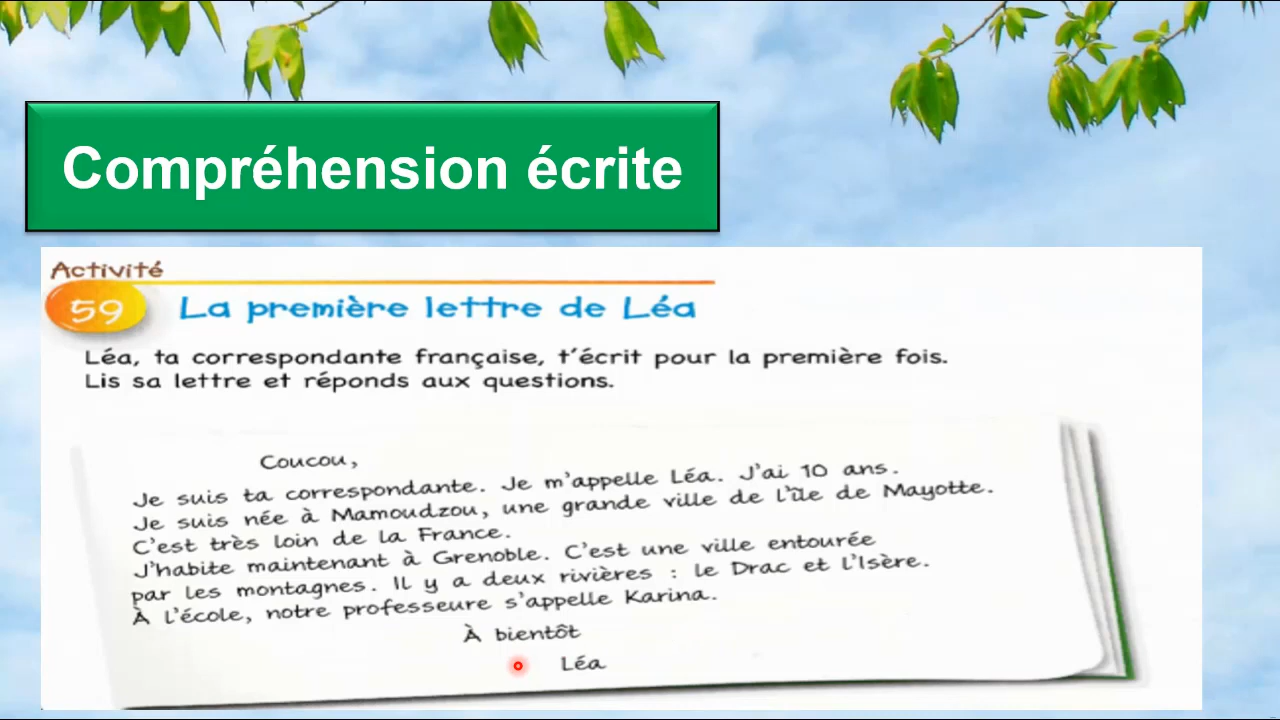 Compréhension écrite
Activité
59 La première lettre de Léa
Léa, ta correspondante française, t'écrit pour la première fois.
Lis sa lettre et réponds aux questions.
Coucou,
Je suis ta correspondante. Je m'appelle Léa. J'ai 10 ans.
Je suis née à Mamoudzou, une grande ville de l'île de Mayotte.
C'est très loin de la France.
J'habite maintenant à Grenoble. C'est une ville entourée
par les montagnes. Il y a deux rivières : le Drac et l'Isère.
À l'école, notre professeure s'appelle Karina.
À bientôt
Léa